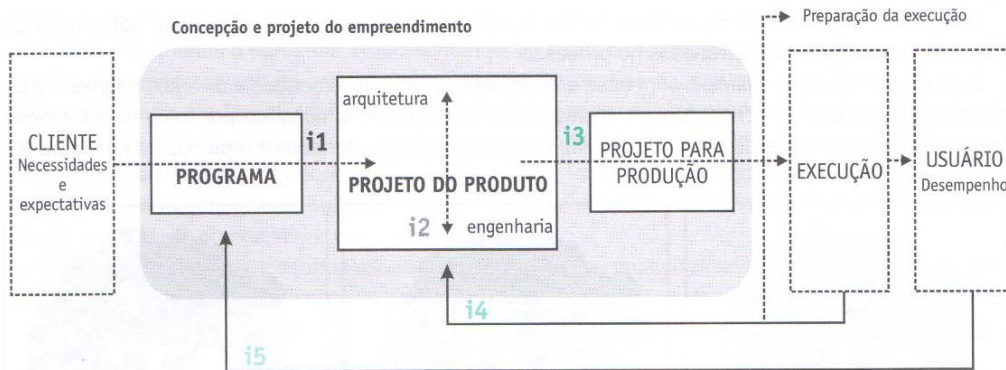 Preparação da execução
Concepção e projeto do empreendimento
CLIENTE
Necessidades
e
expectativas
PROGRAMA
i1
arquitetura
PROJETO DO PRODUTO
i2
engenharia
i3
PROJETO PARA
PRODUÇÃO
EXECUÇÃO
USUÁRIO
Desempenho
i4
i5